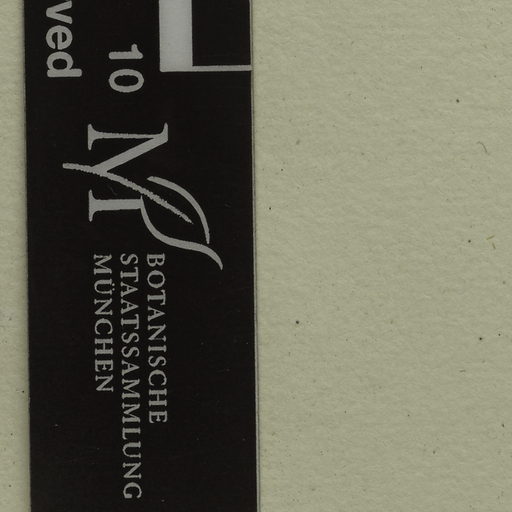 ved
10
BOTANISCHE
STAATSSAMMLUNG
MÜNCHEN